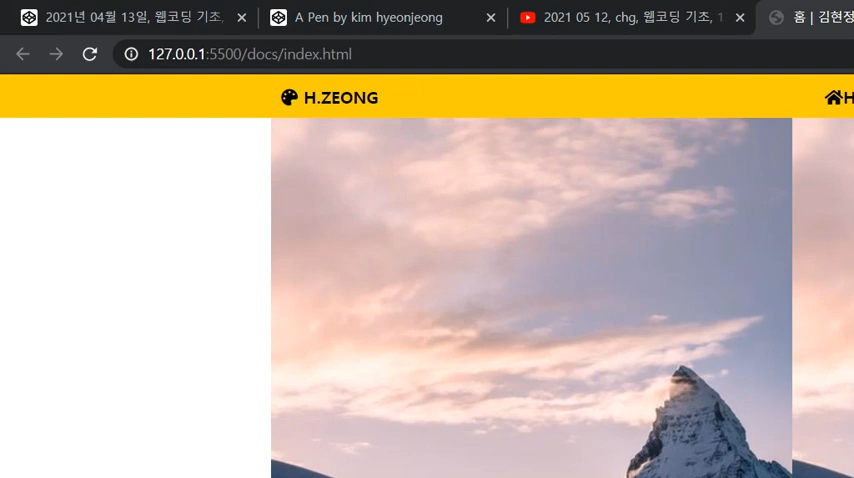 2021년 04월 13일, 웹코딩 기초,
A Pen by kim hyeonjeong
2021 05 12, chg, 웹코딩 기초, 1
홈 | 김현정
127.0.0.1:5500/docs/index.html
H.ZEONG
H